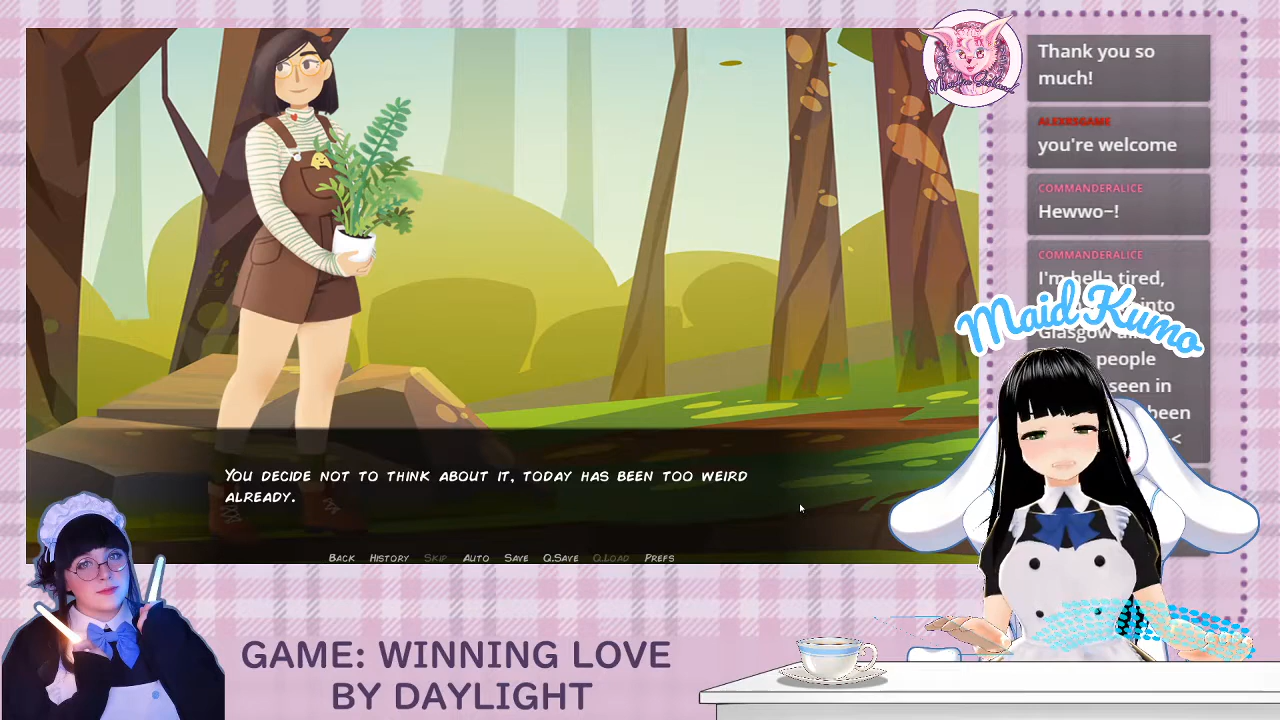 Thank you so
much!
ALEXRSGAME
you're welcome
COMMANDERALICE
Hewwo~!
COMMANDERALICE
I'm hella tired,
into
Glasgow
people
seen in
been
<
Maid Kumo
YOU DECIDE NOT TO THINK ABOUT IT, TODAY HAS BEEN TOO WEIRD
ALREADY.
BACK HISTORY SKIP AUTO SAVE Q.SAVE Q.LOAD PREFS
GAME: WINNING LOVE
BY DAYLIGHT